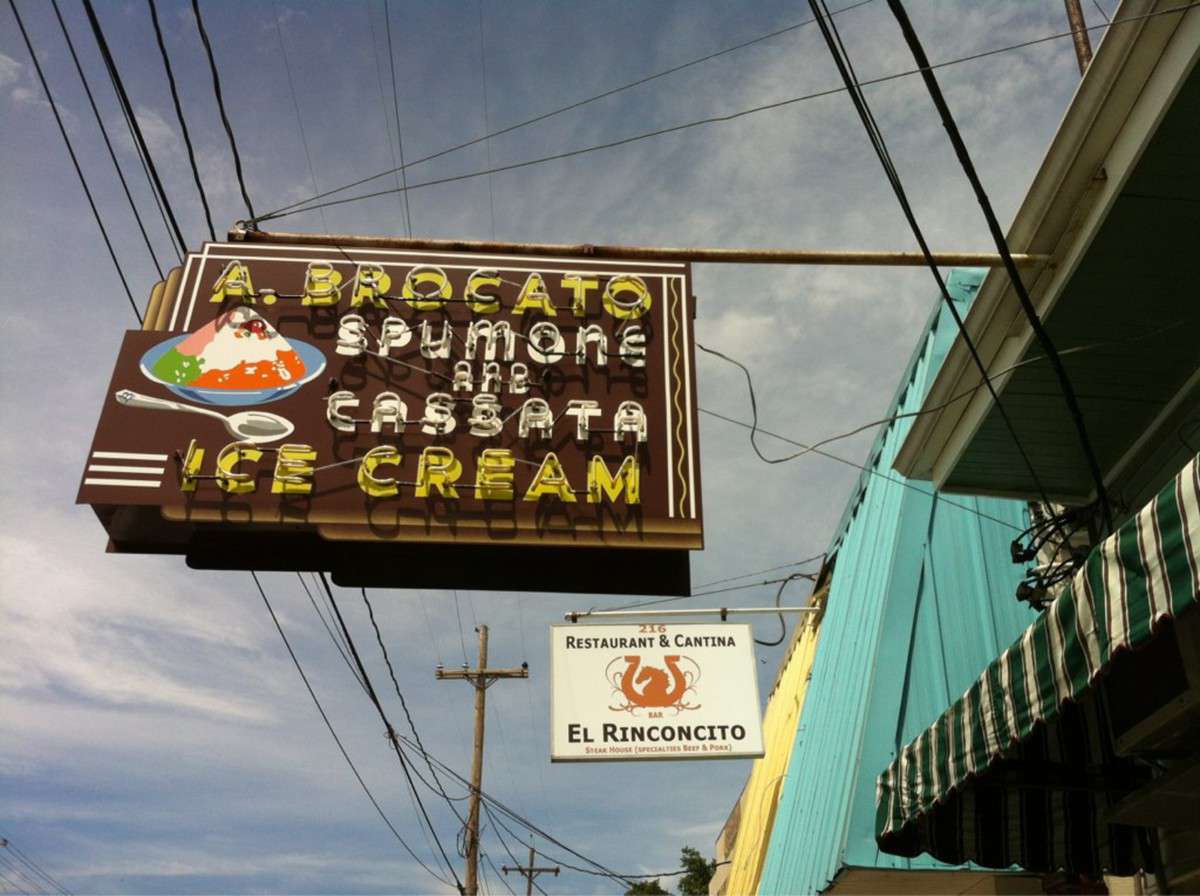 A. BROCATO
SPUMONE
AND
CASSATA
ICE CREAM
216
RESTAURANT & CANTINA
BAR
EL RINCONCITO
STEAK HOUSE (SPECIALTIES BEEF & PORK)